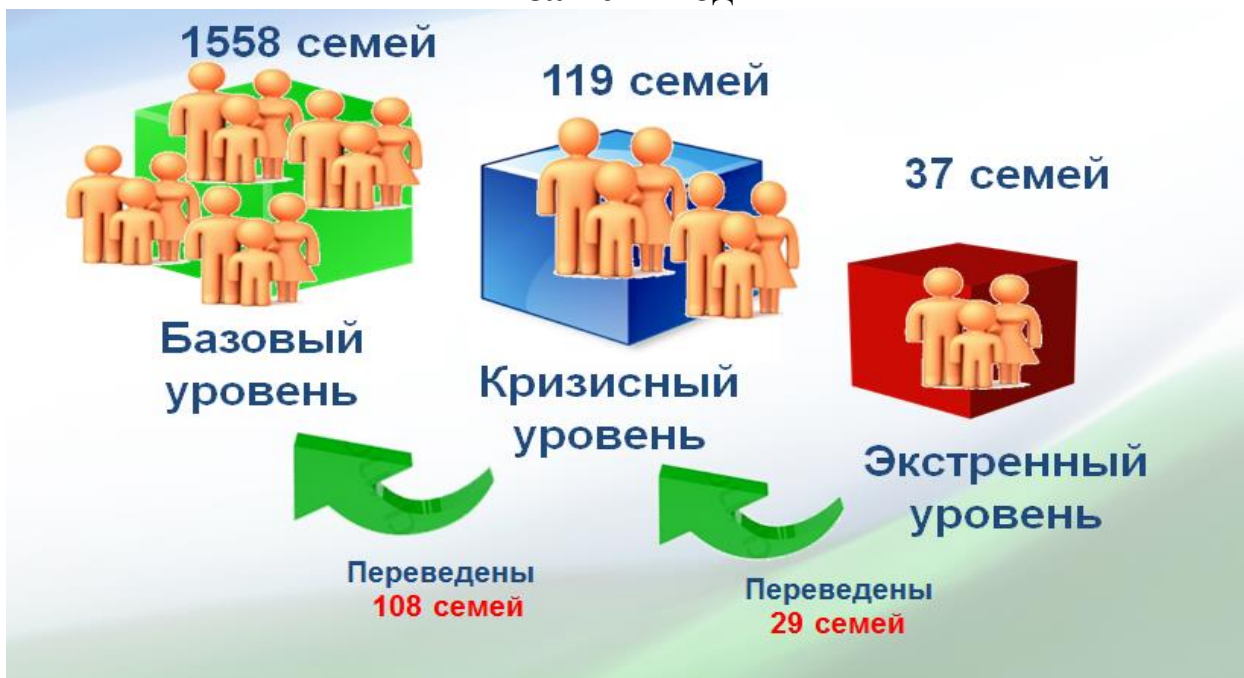 1558 семей
119 семей
37 семей
Базовый
уровень
Кризисный
уровень
Экстренный
уровень
Переведены
108 семей
Переведены
29 семей